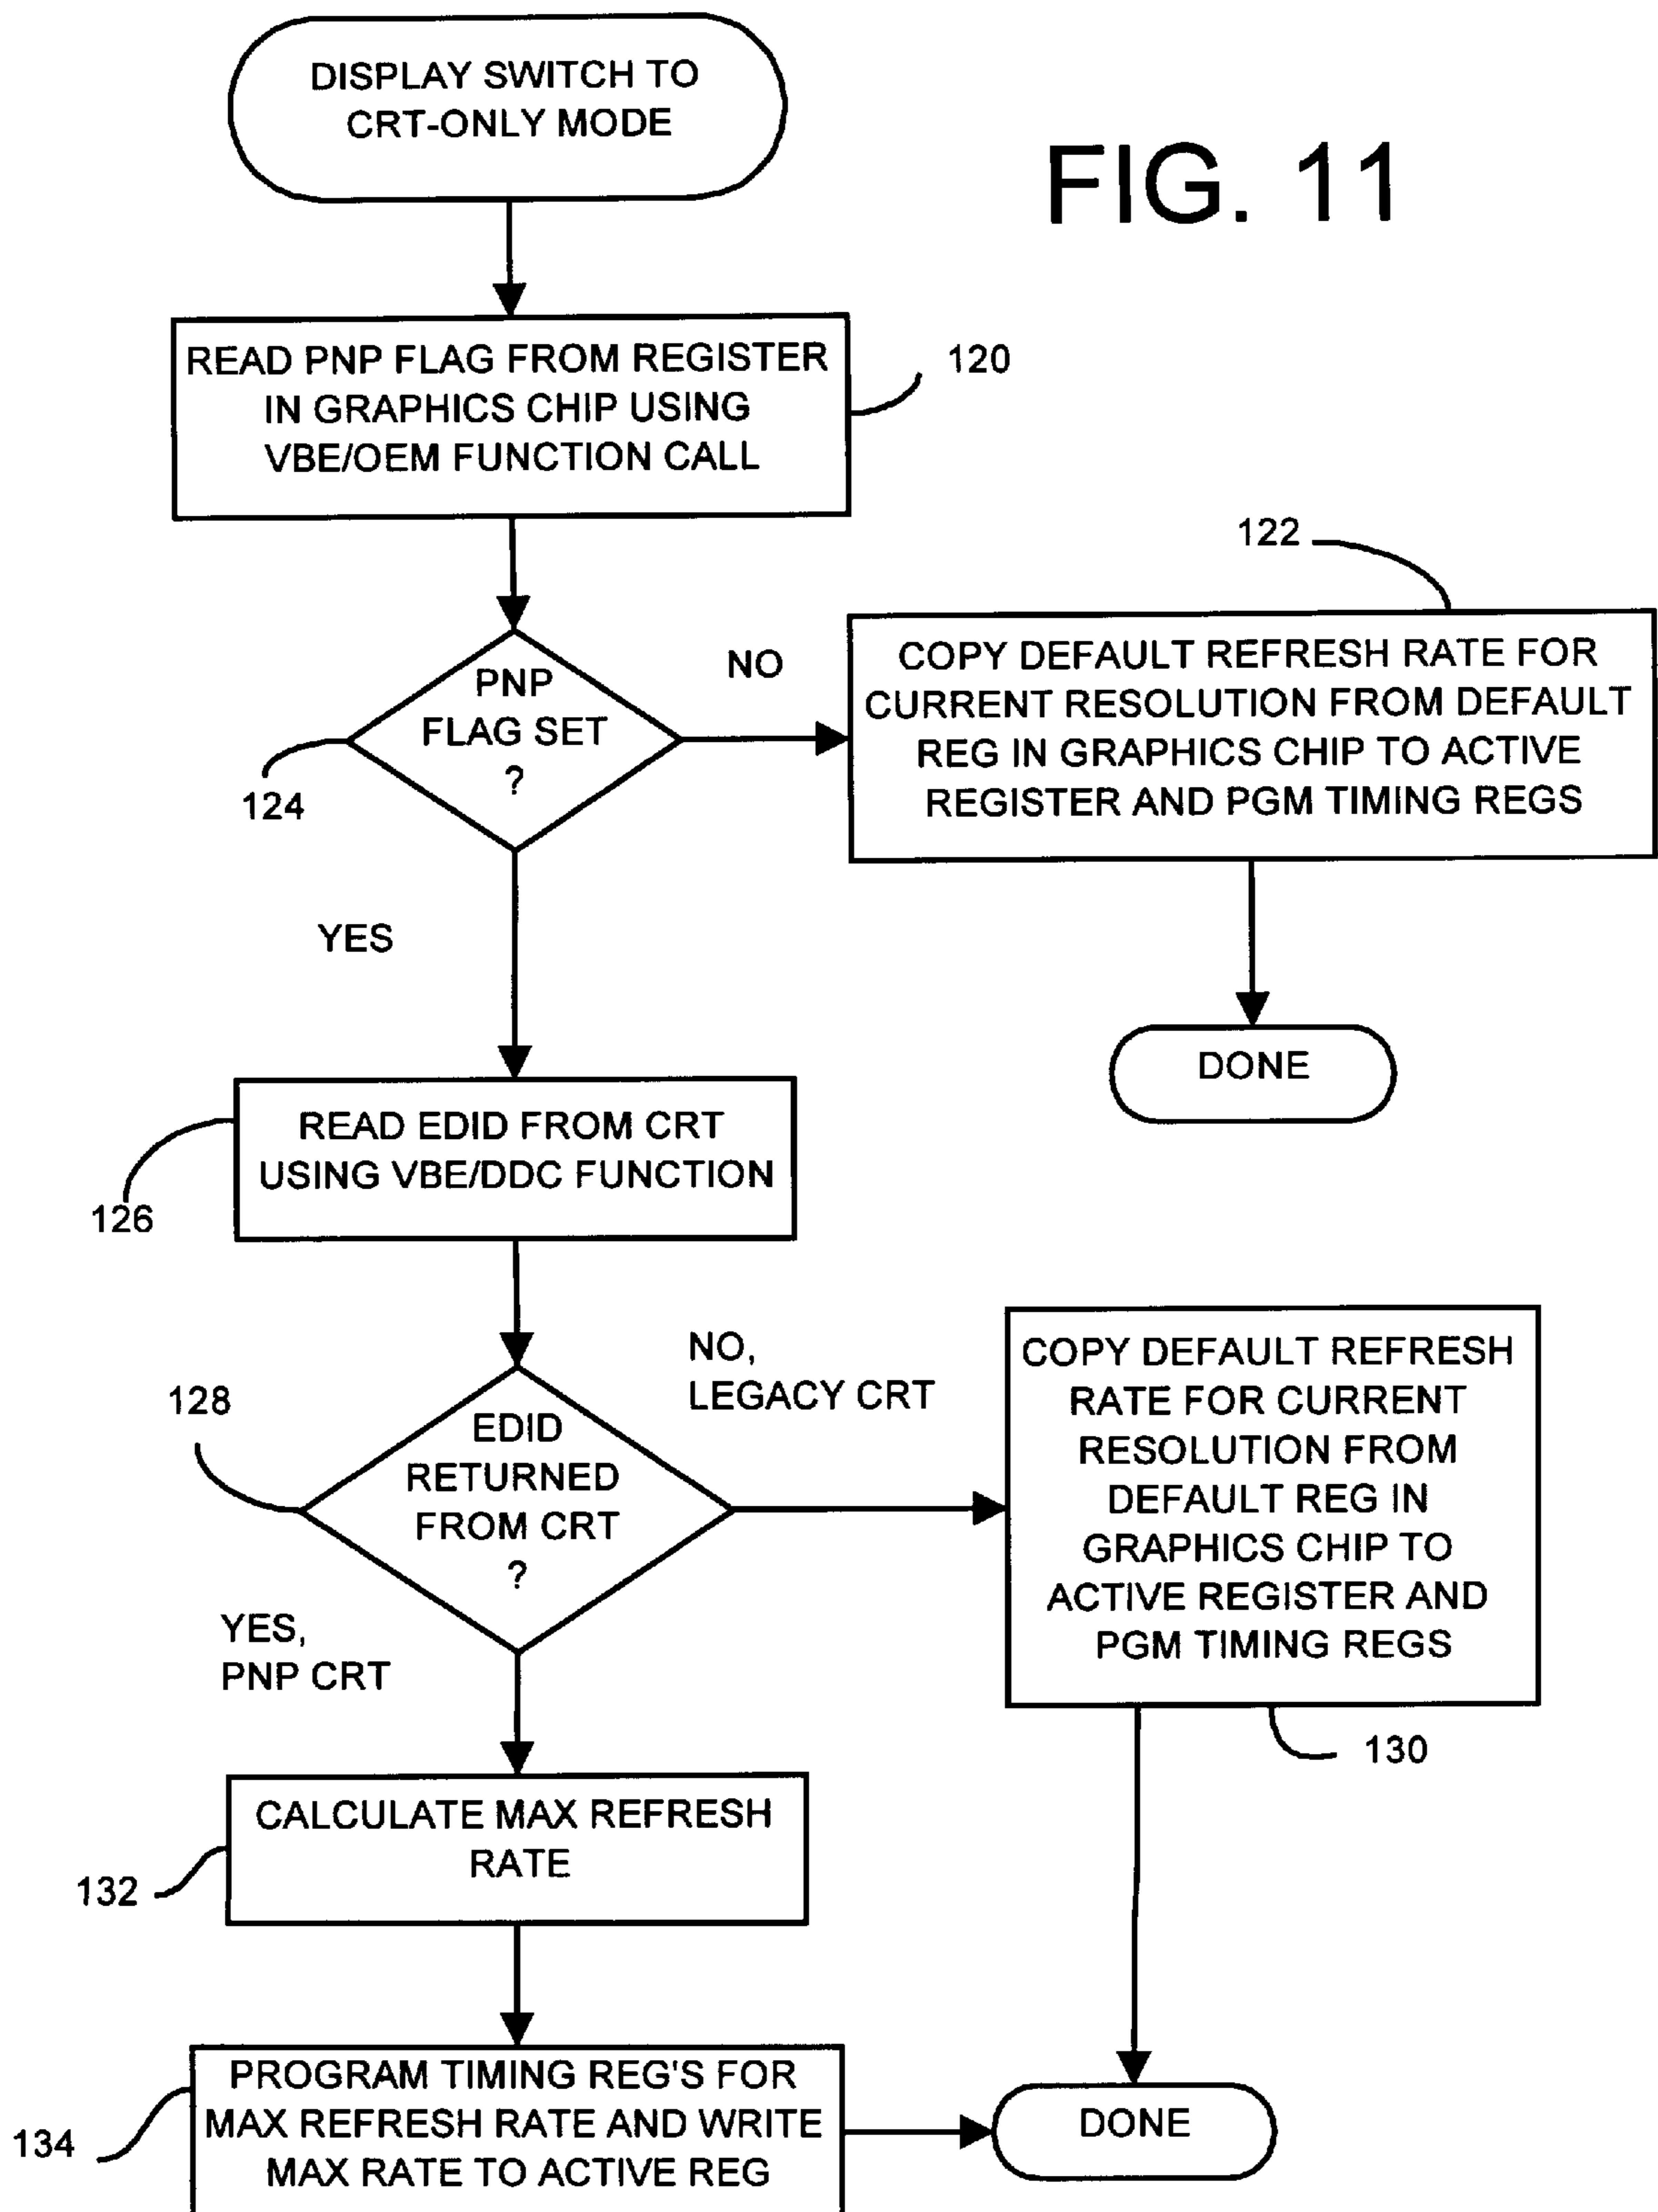 DISPLAY SWITCH TO
CRT-ONLY MODE
FIG. 11
READ PNP FLAG FROM REGISTER
IN GRAPHICS CHIP USING
VBE/OEM FUNCTION CALL
120
122
PNP
FLAG SET
?
NO
124
COPY DEFAULT REFRESH RATE FOR
CURRENT RESOLUTION FROM DEFAULT
REG IN GRAPHICS CHIP TO ACTIVE
REGISTER AND PGM TIMING REGS
YES
DONE
READ EDID FROM CRT
USING VBE/DDC FUNCTION
126
NO,
LEGACY CRT
128
EDID
RETURNED
FROM CRT
?
COPY DEFAULT REFRESH
RATE FOR CURRENT
RESOLUTION FROM
DEFAULT REG IN
GRAPHICS CHIP TO
ACTIVE REGISTER AND
PGM TIMING REGS
YES,
PNP CRT
130
CALCULATE MAX REFRESH
RATE
132
PROGRAM TIMING REG'S FOR
MAX REFRESH RATE AND WRITE
MAX RATE TO ACTIVE REG
134
DONE